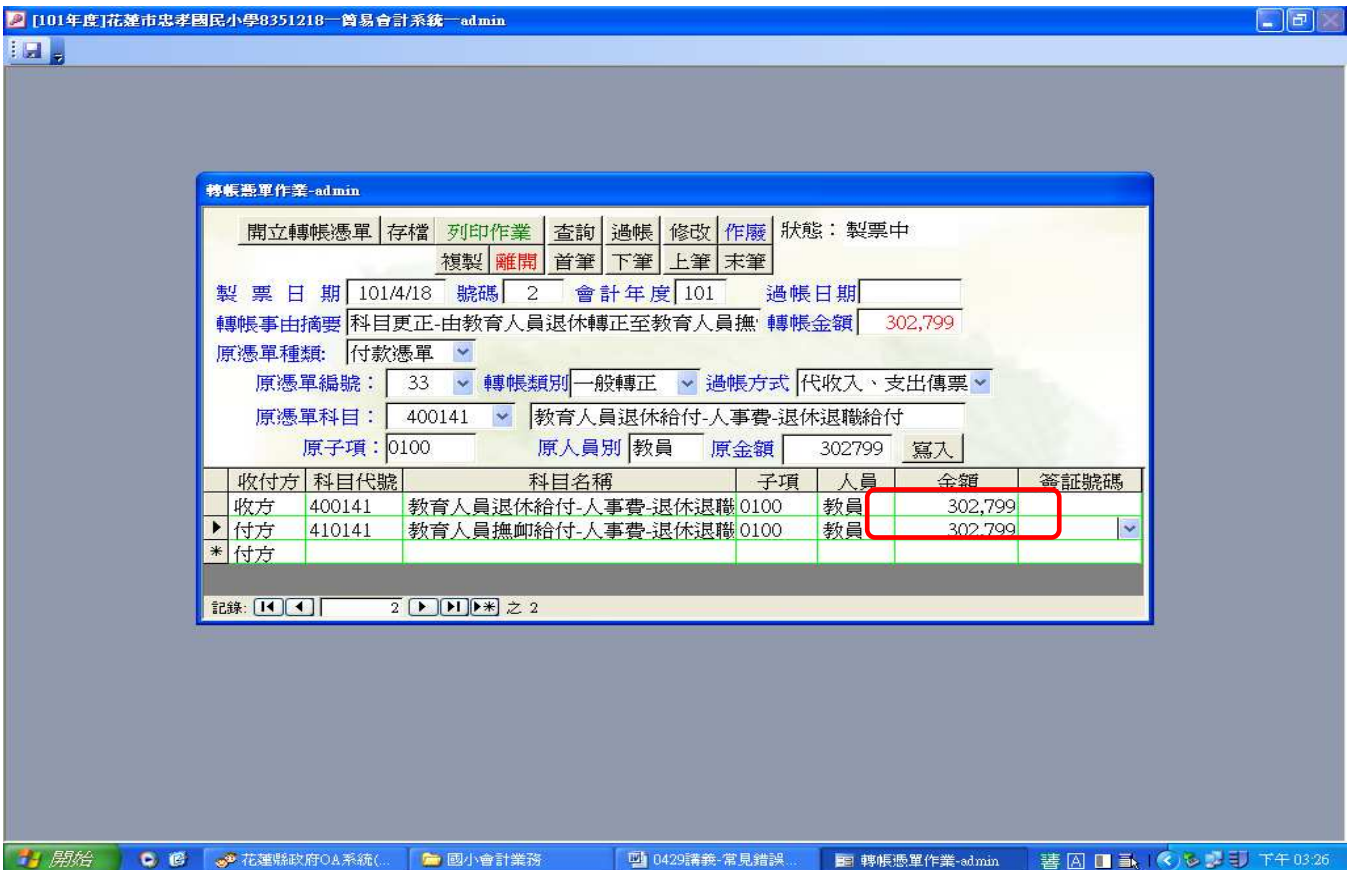 [101年度]花蓮市忠孝國民小學8351218—簡易會計系統—admin
轉帳憑單作業-admin
開立轉帳憑單 存檔 列印作業 查詢 過帳 修改 作廢 狀態：製票中
複製 離開 首筆 下筆 上筆 末筆
製票日期 101/4/18 號碼 2 會計年度 101 過帳日期
轉帳事由摘要 科目更正-由教育人員退休轉正至教育人員撫 轉帳金額 302,799
原憑單種類: 付款憑單
原憑單編號： 33 轉帳類別 一般轉正 過帳方式 代收入、支出傳票
原憑單科目： 400141 教育人員退休給付-人事費-退休退職給付
原子項：0100 原人員別 教員 原金額 302799 寫入
收付方 科目代號 科目名稱 子項 人員 金額 簽証號碼
收方 400141 教育人員退休給付-人事費-退休退職 0100 教員 302,799
付方 410141 教育人員撫卹給付-人事費-退休退職 0100 教員 302,799
* 付方
記錄: 2 之 2
開始 花蓮縣政府OA系統(... 國小會計業務 0429講義-常見錯誤... 轉帳憑單作業-admin 下午 03:26